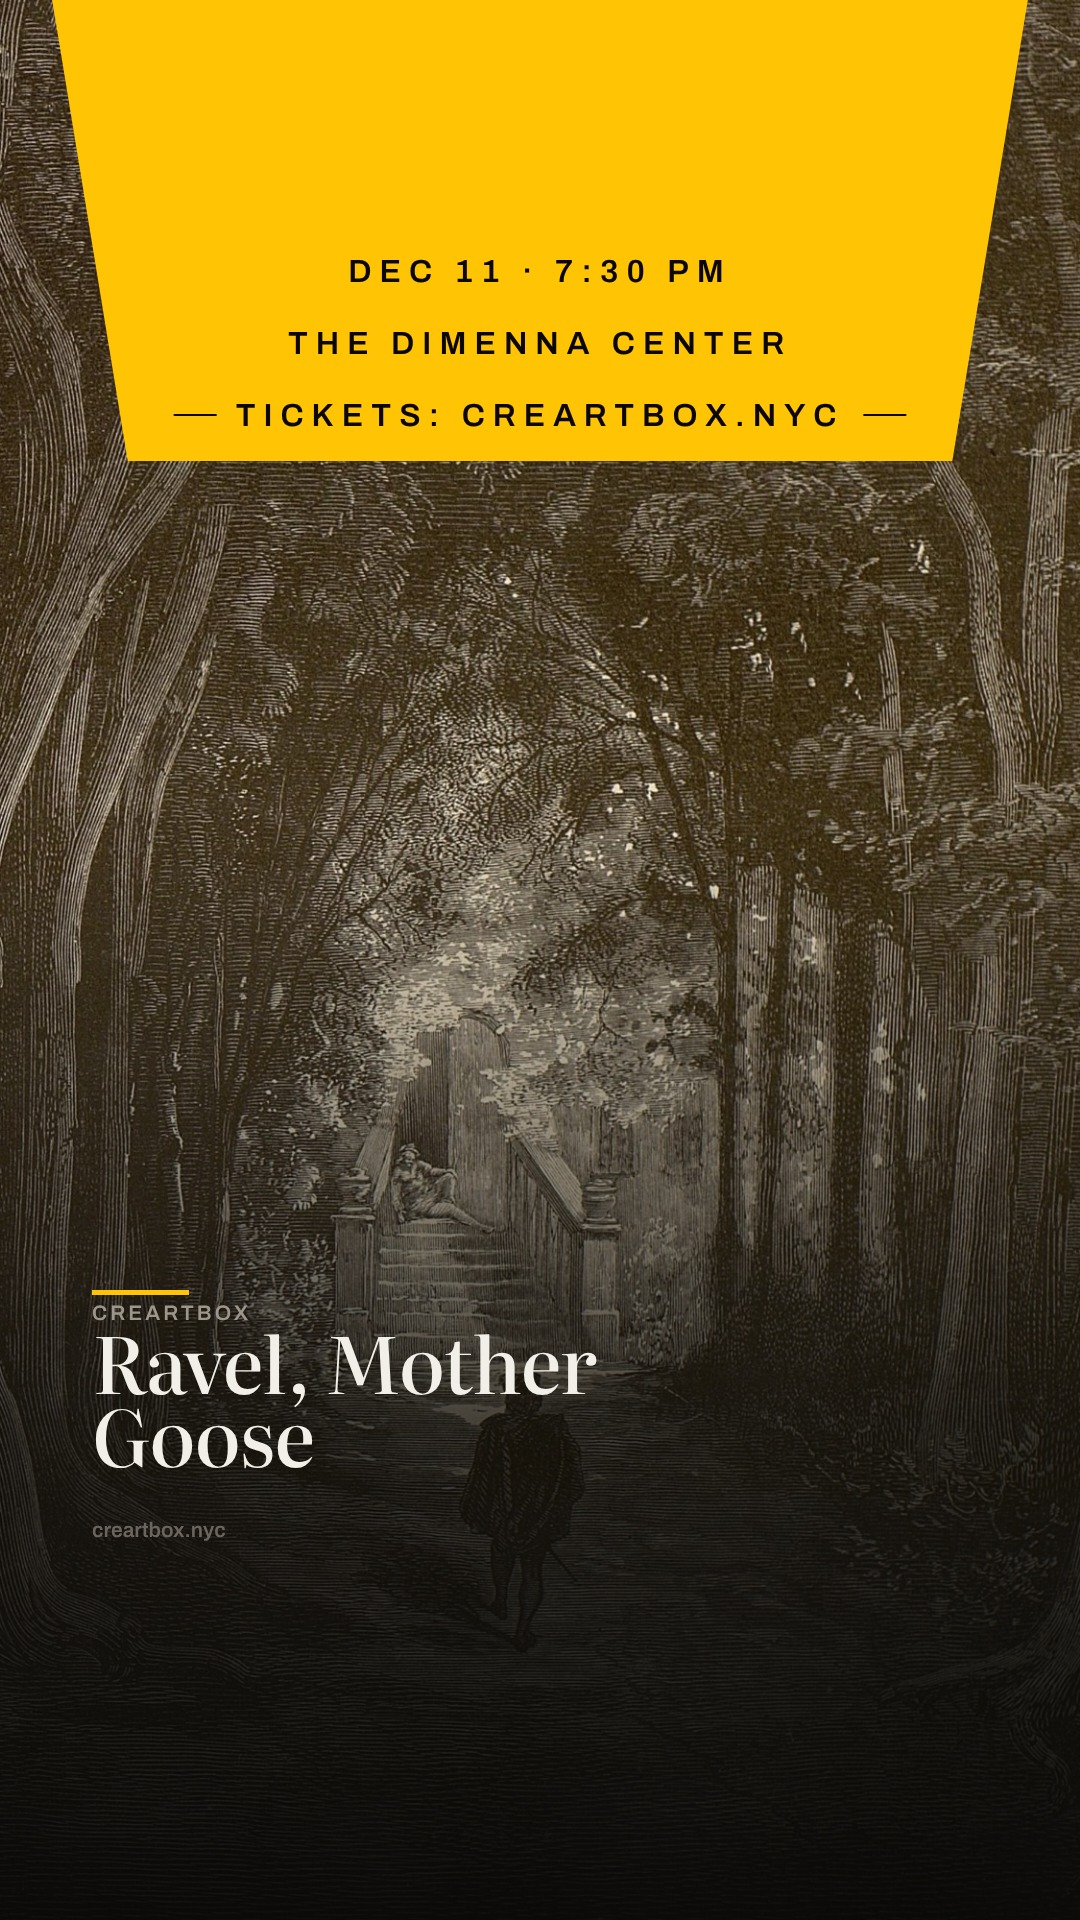 DEC 11 · 7:30 PM
THE DIMENNA CENTER
TICKETS: CREARTBOX.NYC
CREARTBOX
Ravel, Mother
Goose
creartbox.nyc